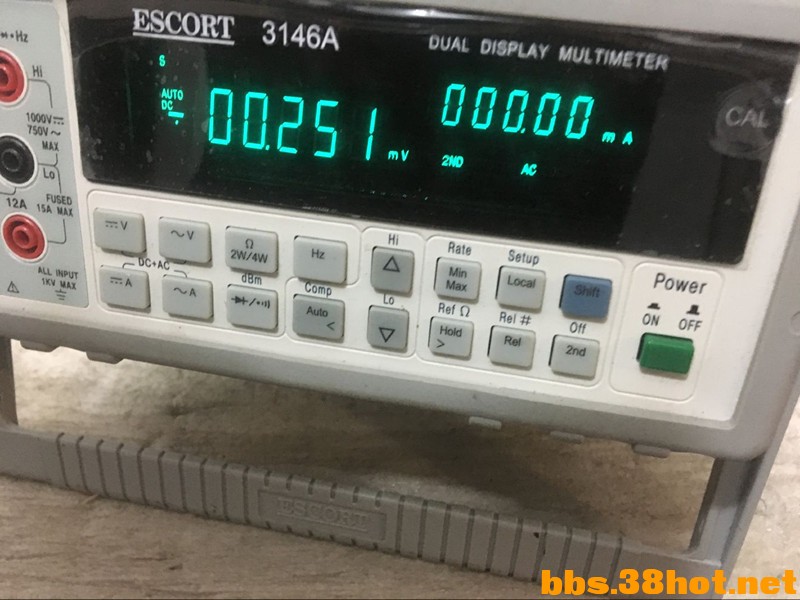 ESCORT 3146A
DUAL DISPLAY MULTIMETER
S
AUTO
DC
00.251 mV
000.00 mA
2ND AC
CAL
Hz
Hi
1000V
750V
MAX
Lo
12A
FUSED
15A MAX
ALL INPUT
1KV MAX
V
V
Ω
2W/4W
Hz
DC+AC
A
A
dBm
Comp
Auto
<
Hi
Lo
Rate
Min
Max
Setup
Local
Shift
Ref Ω
Hold
>
Rel #
Rel
Off
2nd
Power
ON OFF
ESCORT
bbs.38hot.net